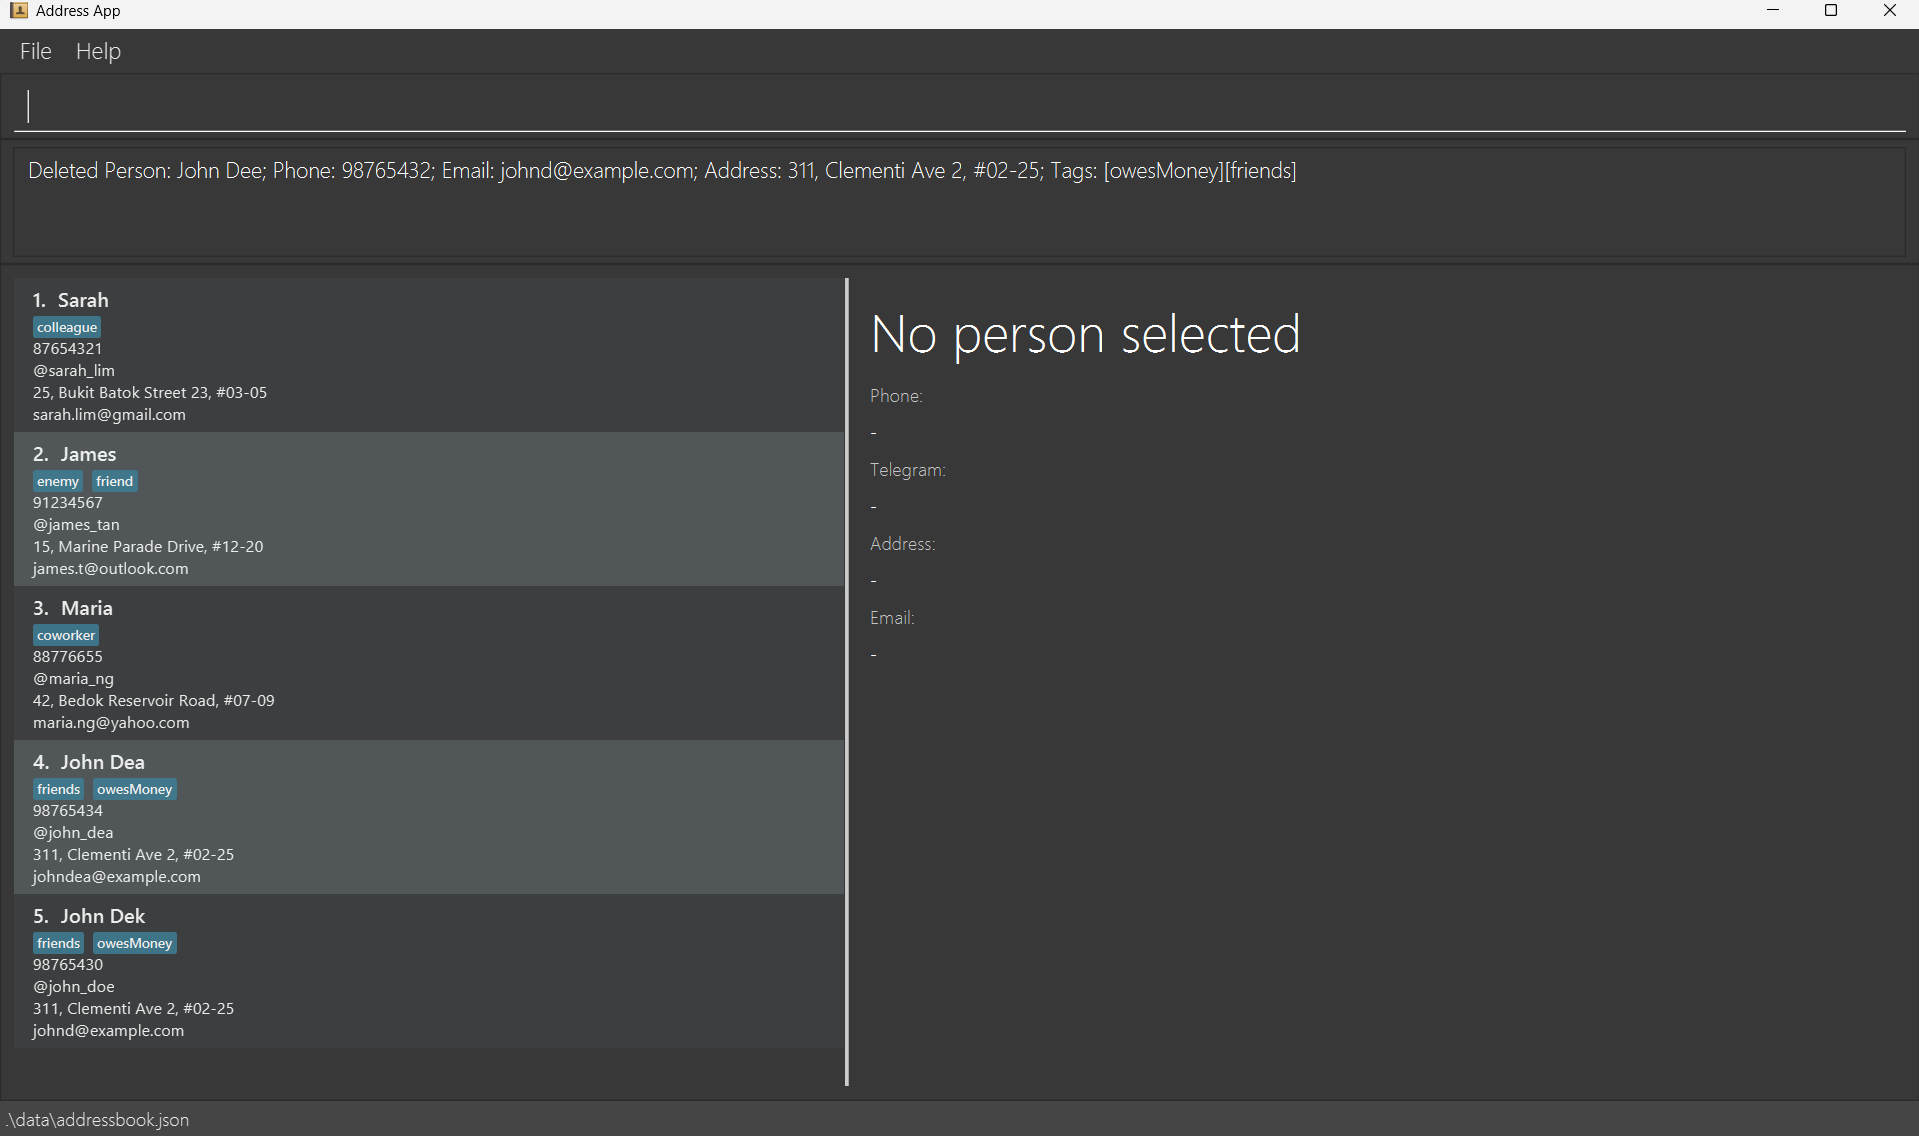 Address App
File Help
Deleted Person: John Dee; Phone: 98765432; Email: johnd@example.com; Address: 311, Clementi Ave 2, #02-25; Tags: [owesMoney][friends]
1. Sarah
colleague
87654321
@sarah_lim
25, Bukit Batok Street 23, #03-05
sarah.lim@gmail.com
2. James
enemy friend
91234567
@james_tan
15, Marine Parade Drive, #12-20
james.t@outlook.com
3. Maria
coworker
88776655
@maria_ng
42, Bedok Reservoir Road, #07-09
maria.ng@yahoo.com
4. John Dea
friends owesMoney
98765434
@john_dea
311, Clementi Ave 2, #02-25
johndea@example.com
5. John Dek
friends owesMoney
98765430
@john_doe
311, Clementi Ave 2, #02-25
johnd@example.com
No person selected
Phone:
-
Telegram:
-
Address:
-
Email:
-
.\data\addressbook.json